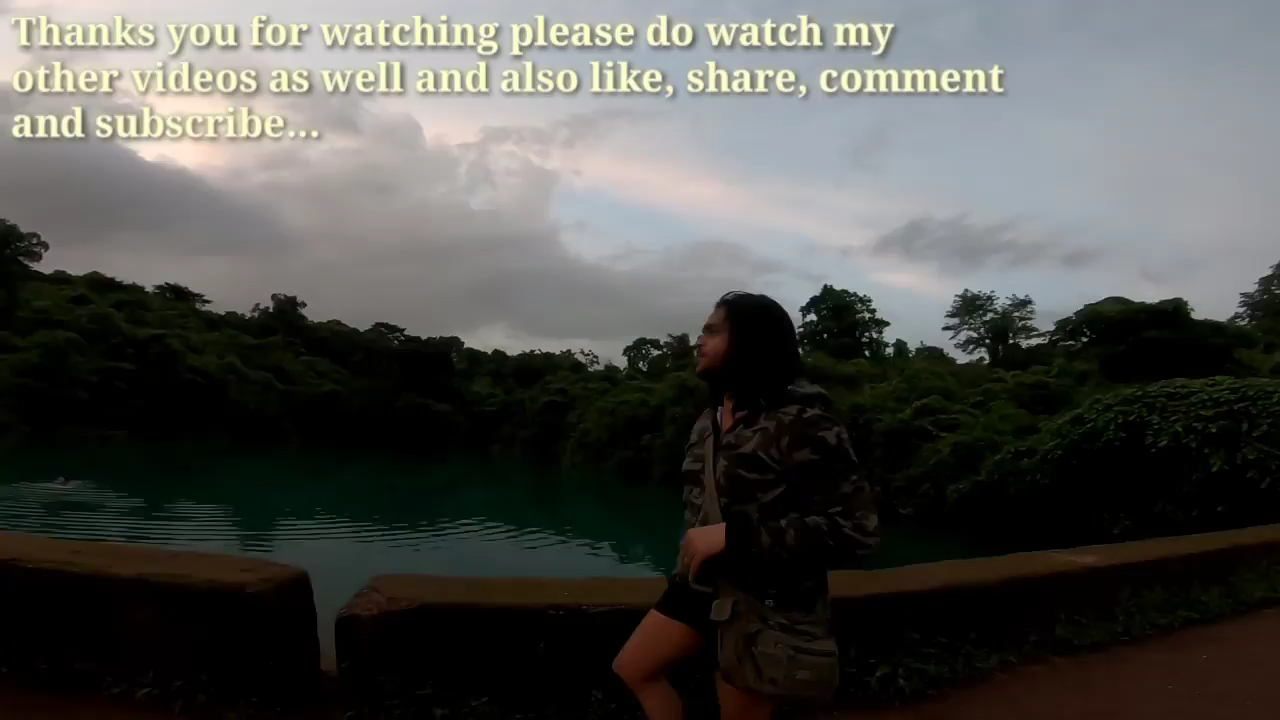 Thanks you for watching please do watch my
other videos as well and also like, share, comment
and subscribe...